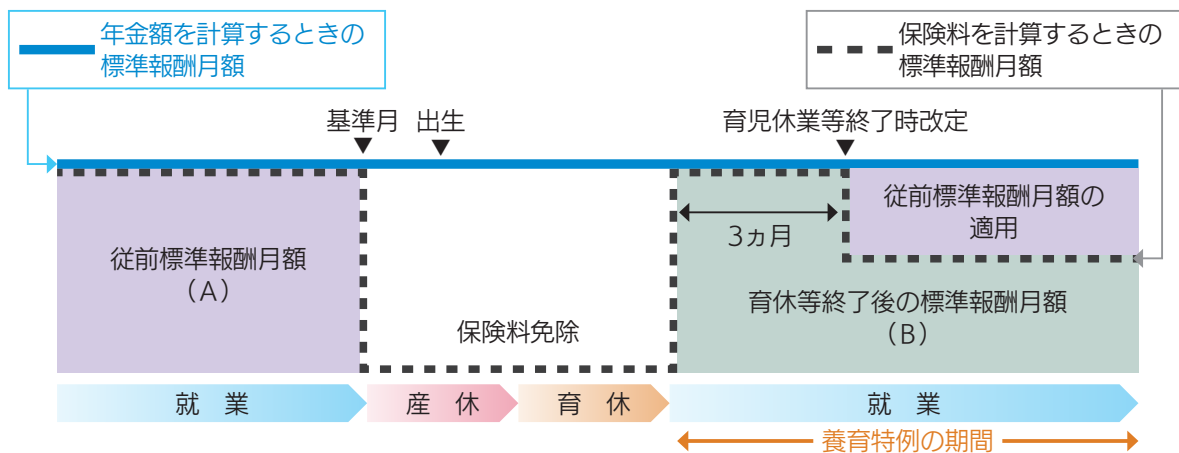 年金額を計算するときの
標準報酬月額
保険料を計算するときの
標準報酬月額
基準月
出生
育児休業等終了時改定
従前標準報酬月額
（A）
保険料免除
3ヵ月
従前標準報酬月額の
適用
育休等終了後の標準報酬月額
（B）
就　業
産　休
育　休
就　業
養育特例の期間